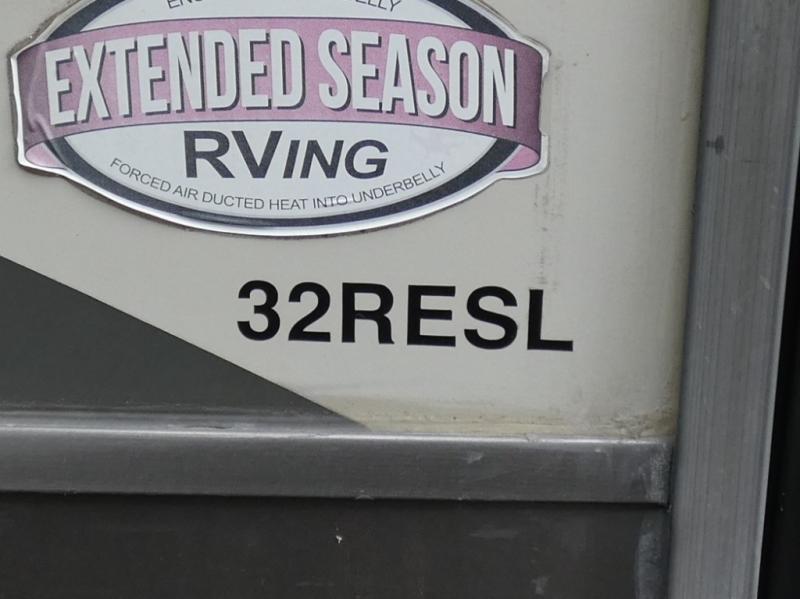 EXTENDED SEASON
RVING
FORCED AIR DUCTED HEAT INTO UNDERBELLY
32RESL